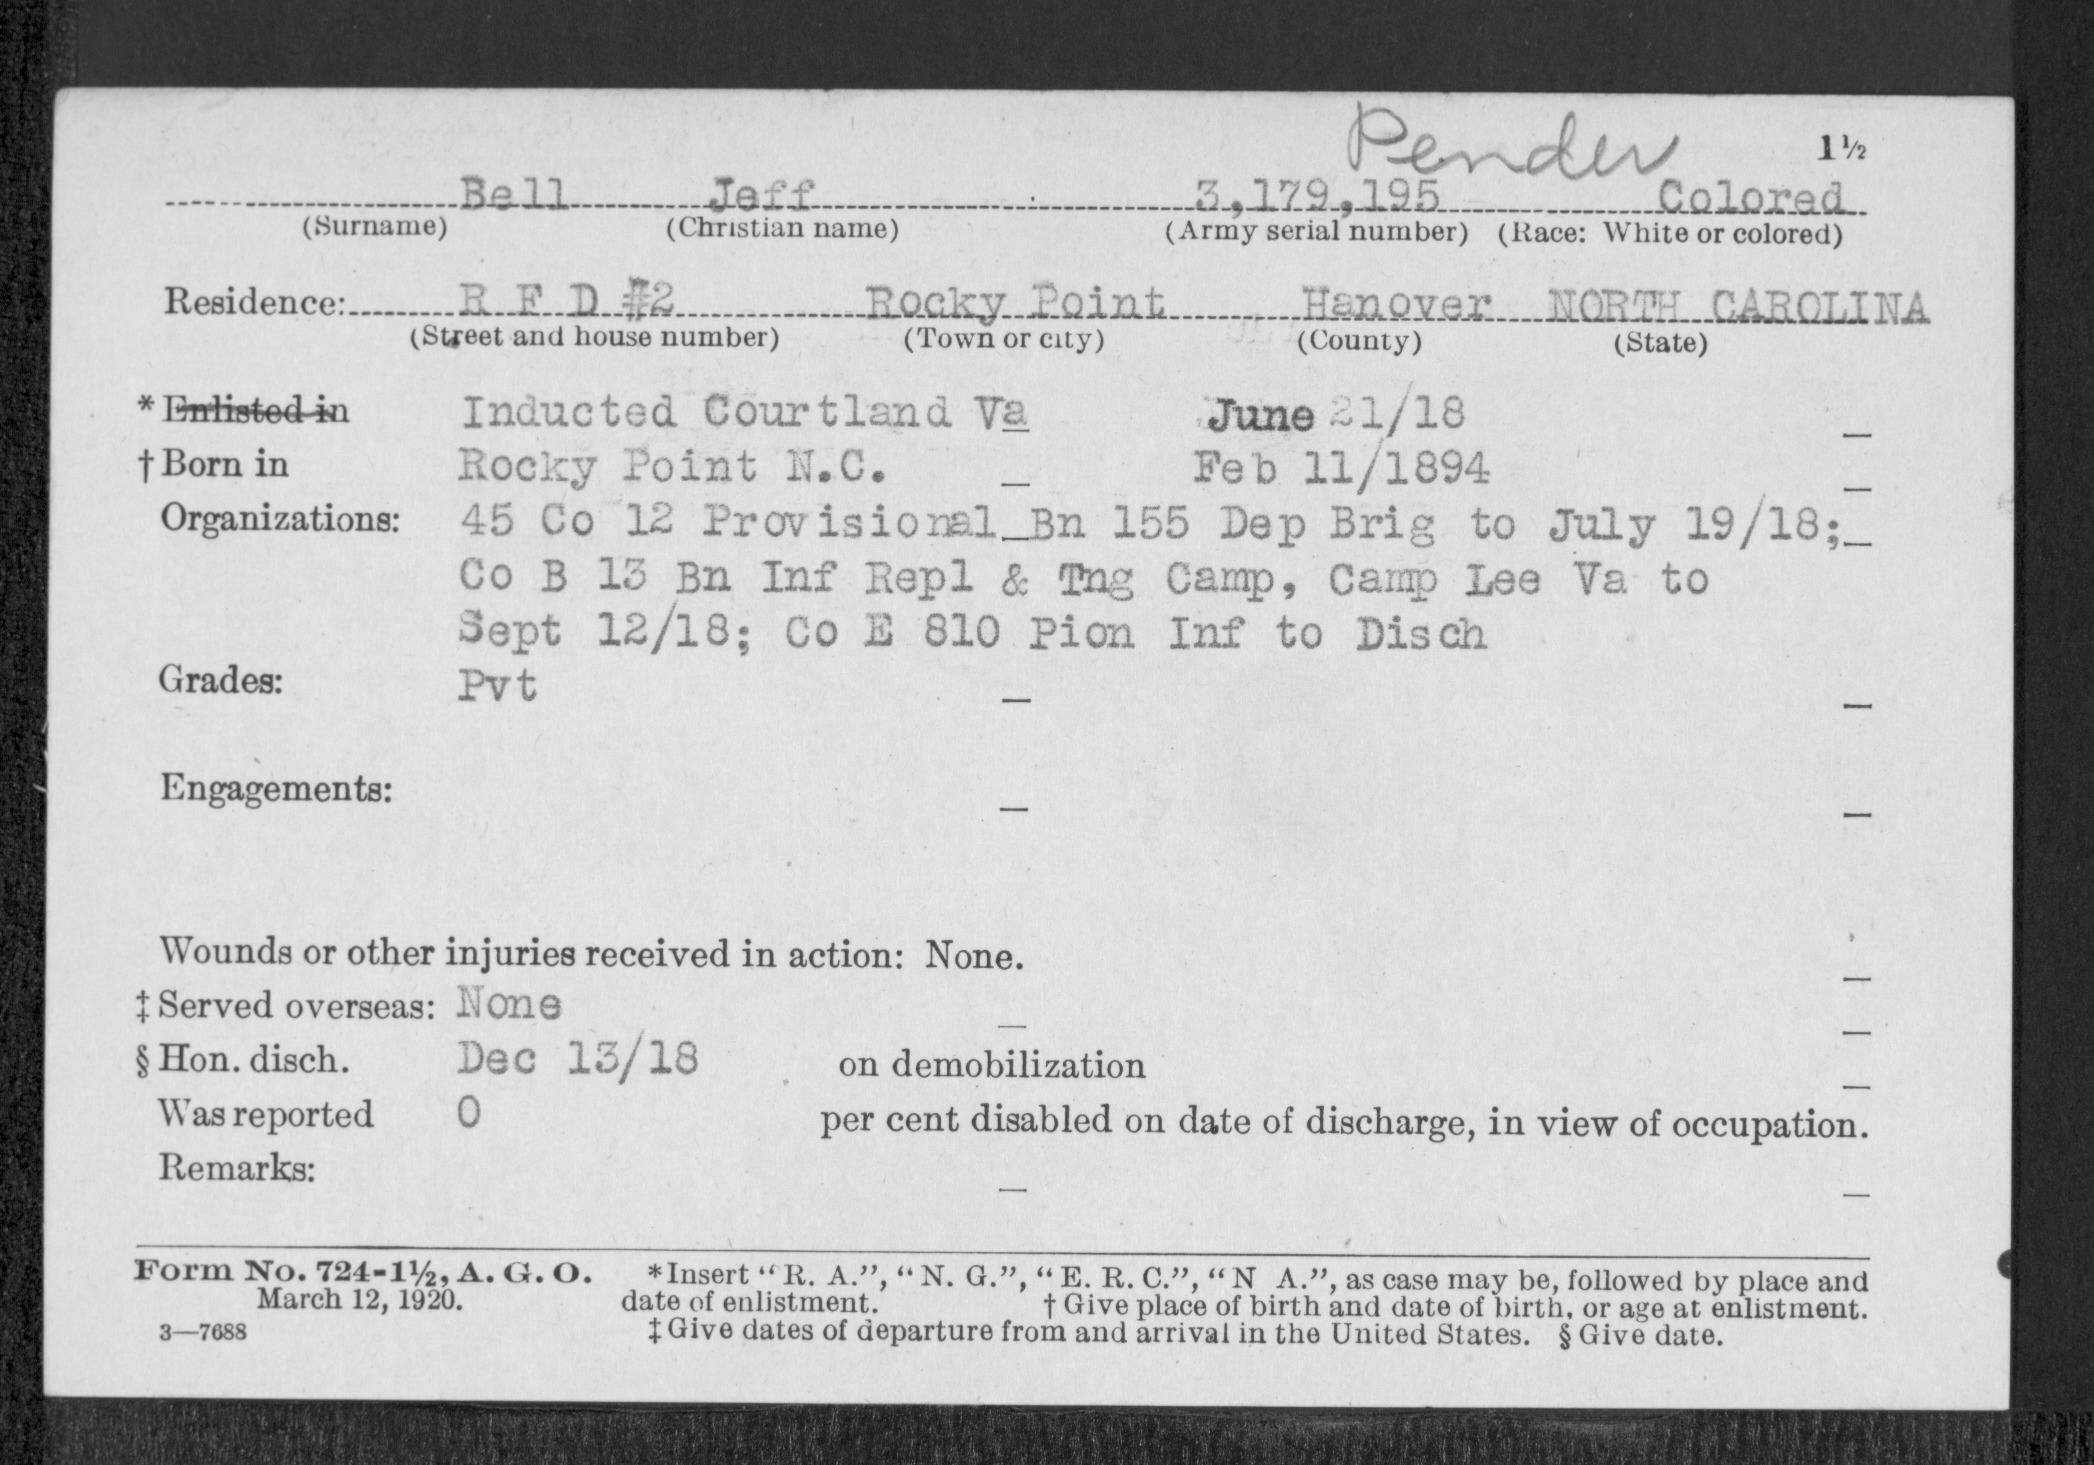 Pender
1½
Bell Jeff 3,179,195 Colored
(Surname) (Christian name) (Army serial number) (Race: White or colored)
Residence: R F D #2 Rocky Point Hanover NORTH CAROLINA
(Street and house number) (Town or city) (County) (State)
* Enlisted in Inducted Courtland Va June 21/18
† Born in Rocky Point N.C. Feb 11/1894
Organizations: 45 Co 12 Provisional Bn 155 Dep Brig to July 19/18;
Co B 13 Bn Inf Repl & Tng Camp, Camp Lee Va to
Sept 12/18; Co E 810 Pion Inf to Disch
Grades: Pvt
Engagements:
Wounds or other injuries received in action: None.
‡ Served overseas: None
§ Hon. disch. Dec 13/18 on demobilization
Was reported 0 per cent disabled on date of discharge, in view of occupation.
Remarks:
Form No. 724-1½, A. G. O. *Insert "R. A.", "N. G.", "E. R. C.", "N A.", as case may be, followed by place and
March 12, 1920. date of enlistment. † Give place of birth and date of birth, or age at enlistment.
3—7688 ‡ Give dates of departure from and arrival in the United States. § Give date.